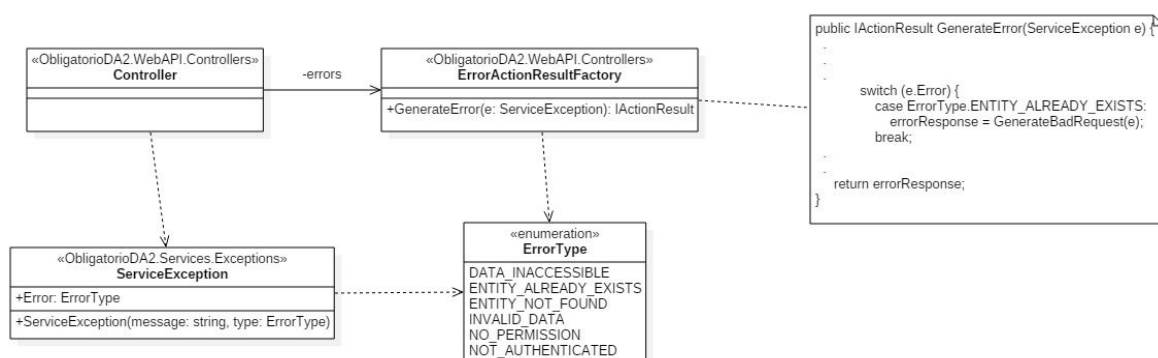 «ObligatorioDA2.WebAPI.Controllers»
Controller
-errors
«ObligatorioDA2.WebAPI.Controllers»
ErrorActionResultFactory
+GenerateError(e: ServiceException): IActionResult
public IActionResult GenerateError(ServiceException e) {
.
.
.
switch (e.Error) {
case ErrorType.ENTITY_ALREADY_EXISTS:
errorResponse = GenerateBadRequest(e);
break;
.
.
return errorResponse;
}
«ObligatorioDA2.Services.Exceptions»
ServiceException
+Error: ErrorType
+ServiceException(message: string, type: ErrorType)
«enumeration»
ErrorType
DATA_INACCESSIBLE
ENTITY_ALREADY_EXISTS
ENTITY_NOT_FOUND
INVALID_DATA
NO_PERMISSION
NOT_AUTHENTICATED